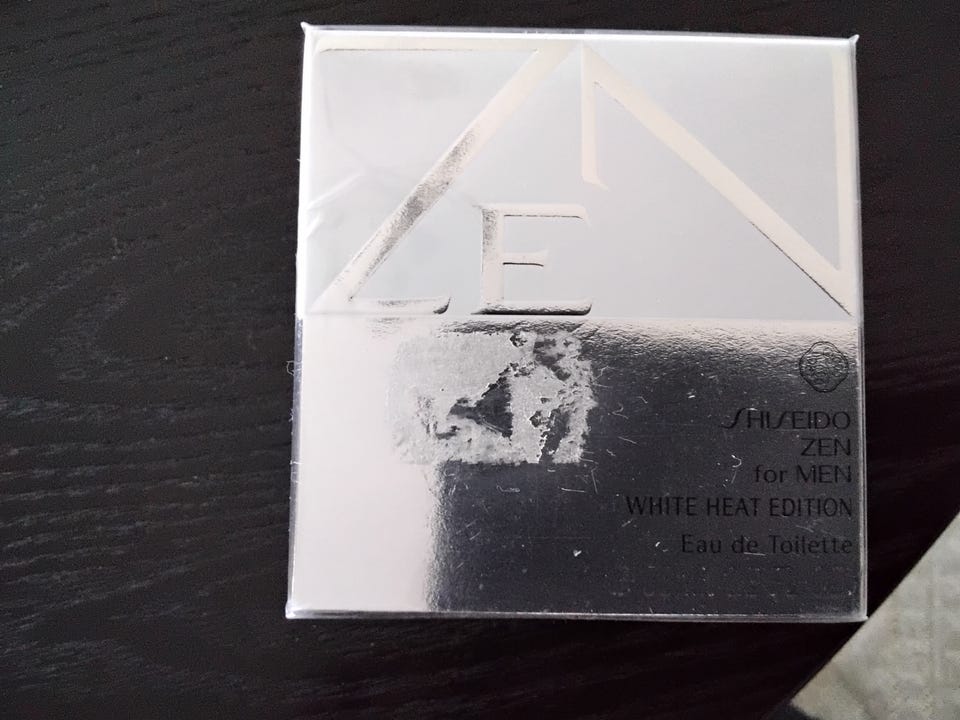 ZEN
SHISEIDO
ZEN
for MEN
WHITE HEAT EDITION
Eau de Toilette